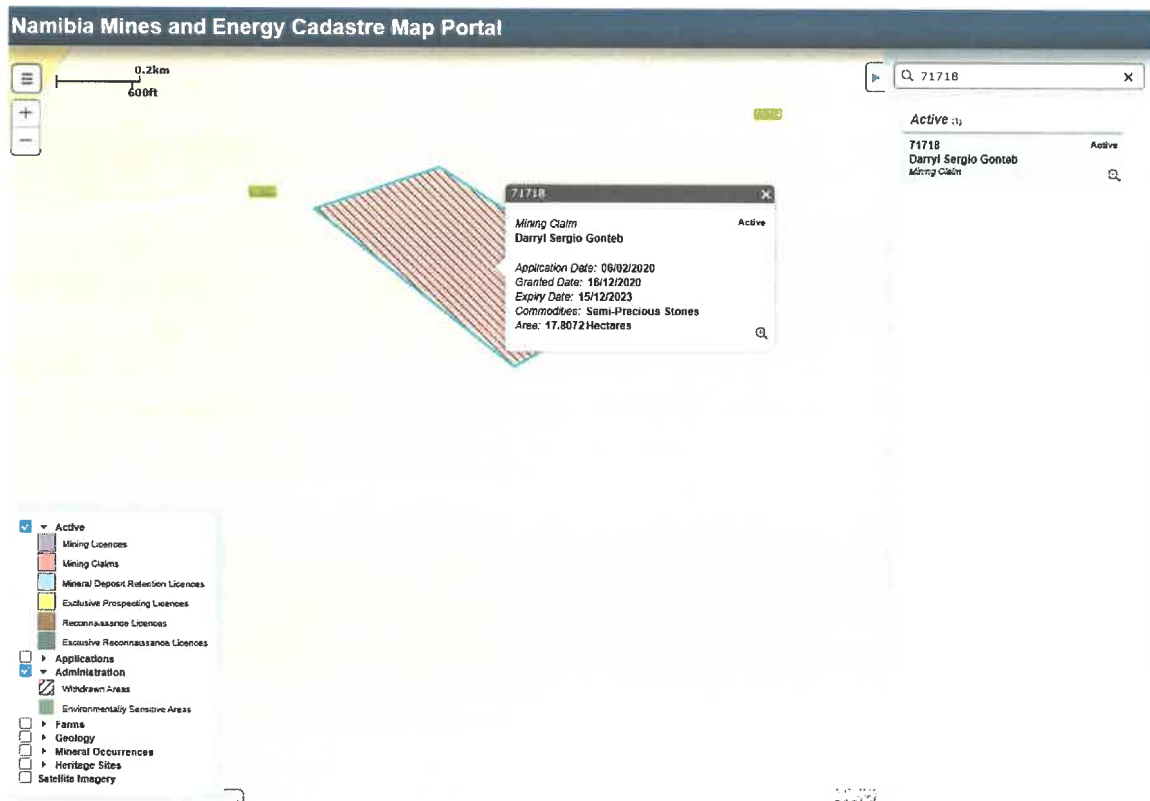 Namibia Mines and Energy Cadastre Map Portal
0.2km
600ft
71718
Active (1)
71718 Active
Darryl Sergio Gonteb
Mining Claim
71718
Mining Claim Active
Darryl Sergio Gonteb
Application Date: 06/02/2020
Granted Date: 16/12/2020
Expiry Date: 15/12/2023
Commodities: Semi-Precious Stones
Area: 17.8072 Hectares
Active
Mining Licences
Mining Claims
Mineral Deposit Retention Licences
Exclusive Prospecting Licences
Reconnaissance Licences
Exclusive Reconnaissance Licences
Applications
Administration
Withdrawn Areas
Environmentally Sensitive Areas
Farms
Geology
Mineral Occurrences
Heritage Sites
Satellite Imagery